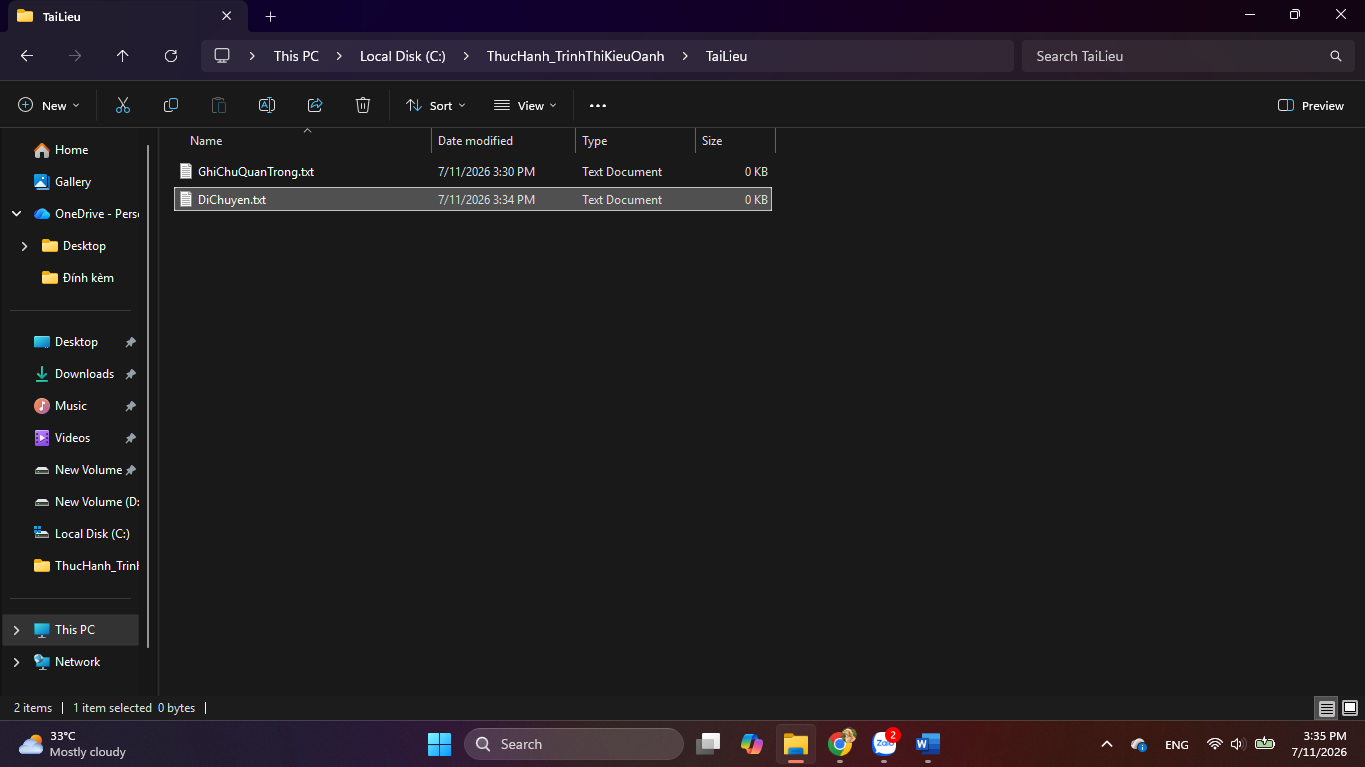 TaiLieu
This PC > Local Disk (C:) > ThucHanh_TrinhThiKieuOanh > TaiLieu
Search TaiLieu
New
Sort
View
Preview
Home
Gallery
OneDrive - Pers
Desktop
Đính kèm
Desktop
Downloads
Music
Videos
New Volume
New Volume (D:
Local Disk (C:)
ThucHanh_Trinh
This PC
Network
Name Date modified Type Size
GhiChuQuanTrong.txt 7/11/2026 3:30 PM Text Document 0 KB
DiChuyen.txt 7/11/2026 3:34 PM Text Document 0 KB
2 items | 1 item selected 0 bytes |
33°C
Mostly cloudy
Search
Zalo
2
ENG
3:35 PM
7/11/2026